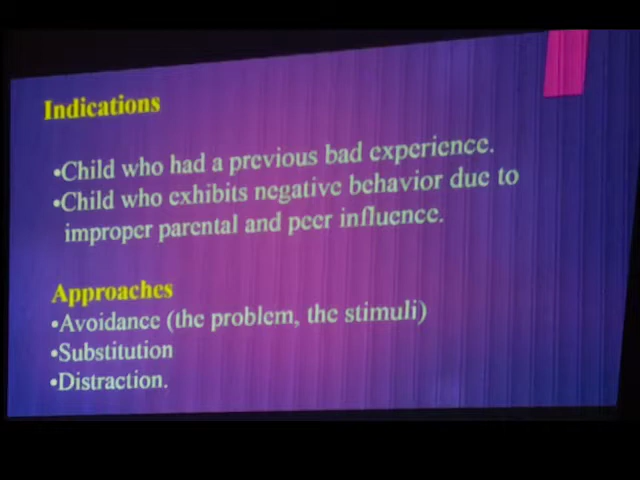 Indications
•Child who had a previous bad experience.
•Child who exhibits negative behavior due to
improper parental and peer influence.
Approaches
•Avoidance (the problem, the stimuli)
•Substitution
•Distraction.